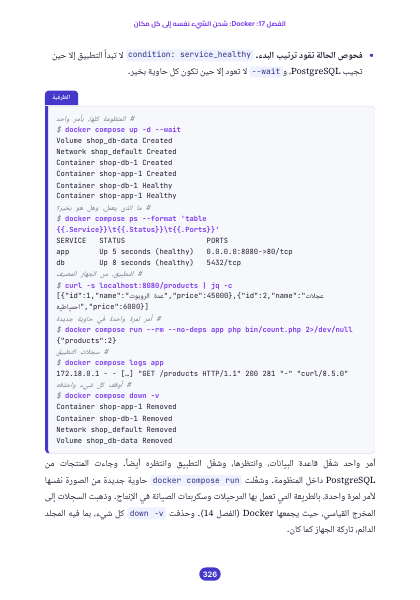 الفصل 17: Docker: شحن الشيء نفسه إلى كل مكان
• فحوص الحالة تقود ترتيب البدء. condition: service_healthy لا تبدأ التطبيق إلا حين
تجيب PostgreSQL، و --wait لا تعود إلا حين تكون كل حاوية بخير.
الطرفية
# المنظومة كلها، بأمر واحد
$ docker compose up -d --wait
Volume shop_db-data Created
Network shop_default Created
Container shop-db-1 Created
Container shop-app-1 Created
Container shop-db-1 Healthy
Container shop-app-1 Healthy
# ما الذي يعمل، وهل هو بخير؟
$ docker compose ps --format 'table
{{.Service}}\t{{.Status}}\t{{.Ports}}'
SERVICE STATUS PORTS
app Up 5 seconds (healthy) 0.0.0.0:8080->80/tcp
db Up 8 seconds (healthy) 5432/tcp
# التطبيق، من الجهاز المضيف
$ curl -s localhost:8080/products | jq -c
[{"id":1,"name":"عدة الروبوت","price":45000},{"id":2,"name":"عجلات
احتياطية","price":6000}]
# أمر لمرة واحدة في حاوية جديدة
$ docker compose run --rm --no-deps app php bin/count.php 2>/dev/null
{"products":2}
# سجلات التطبيق
$ docker compose logs app
172.18.0.1 - - […] "GET /products HTTP/1.1" 200 281 "-" "curl/8.5.0"
# أوقف كل شيء واحذفه
$ docker compose down -v
Container shop-app-1 Removed
Container shop-db-1 Removed
Network shop_default Removed
Volume shop_db-data Removed
أمر واحد شغّل قاعدة البيانات، وانتظرها، وشغّل التطبيق وانتظره أيضاً. وجاءت المنتجات من
PostgreSQL داخل المنظومة. وشغّلت docker compose run حاوية جديدة من الصورة نفسها
لأمر لمرة واحدة، بالطريقة التي تعمل بها الترحيلات وسكربتات الصيانة في الإنتاج. وذهبت السجلات إلى
المخرج القياسي، حيث يجمعها Docker (الفصل 14). وحذفت down -v كل شيء، بما فيه المجلد
الدائم، تاركة الجهاز كما كان.
326